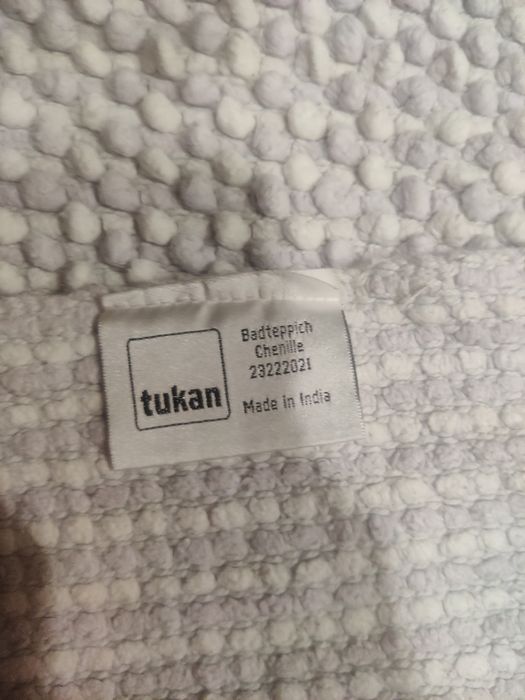 tukan
Badteppich
Chenille
23222021
Made in India